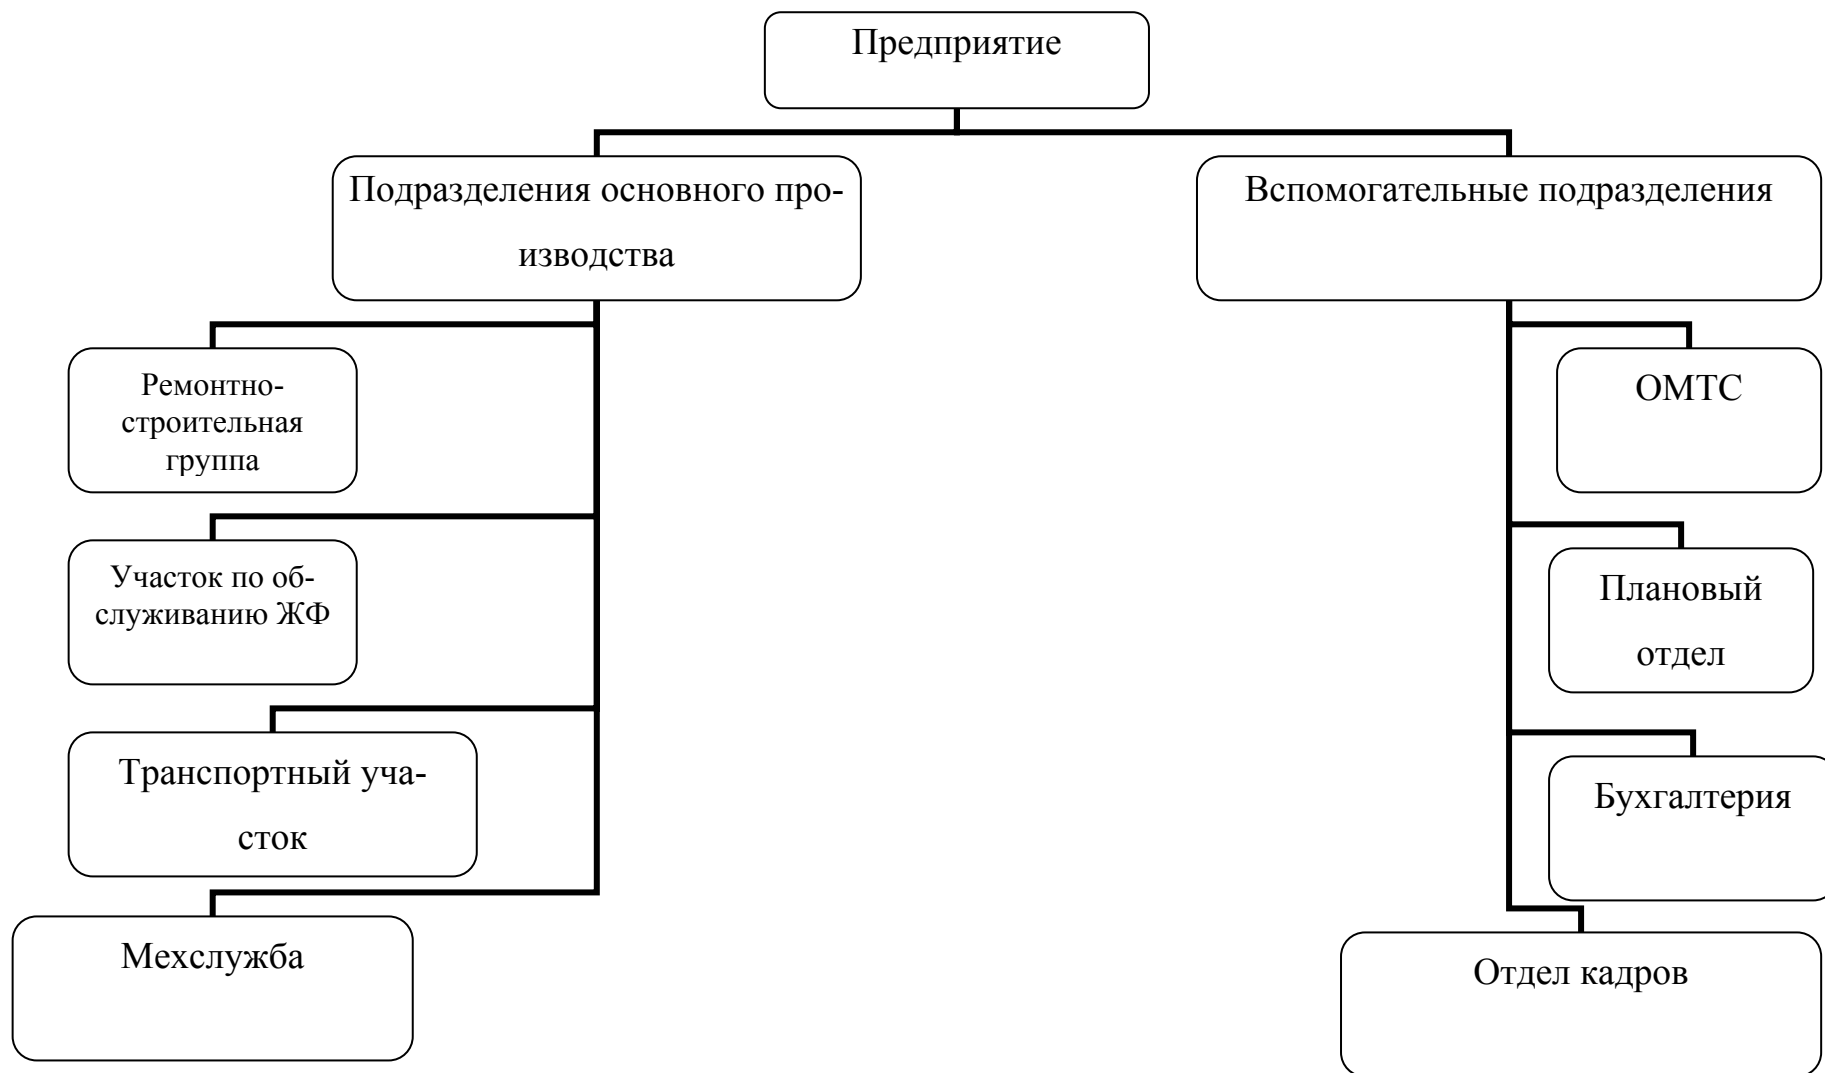 Предприятие
Подразделения основного про-
изводства
Вспомогательные подразделения
Ремонтно-
строительная
группа
ОМТС
Участок по об-
служиванию ЖФ
Плановый
отдел
Транспортный уча-
сток
Бухгалтерия
Мехслужба
Отдел кадров